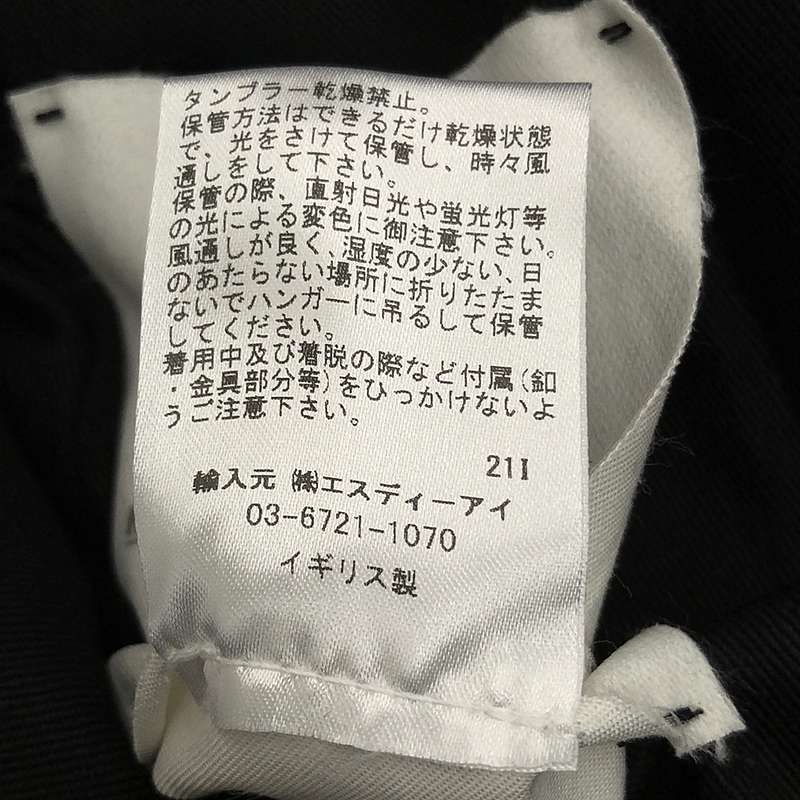 タンブラー乾燥禁止。
保管方法はできるだけ乾燥状態
で、光をさけて保管し、時々風
通しをして下さい。
保管の際、直射日光や蛍光灯等
の光による変色に御注意下さい。
風通しが良く、湿度の少ない、日
のあたらない場所に折りたたま
ないでハンガーに吊るして保管
してください。
着用中及び着脱の際など付属(釦
・金具部分等)をひっかけないよ
うご注意下さい。
21I
輸入元 ㈱エスディーアイ
03-6721-1070
イギリス製